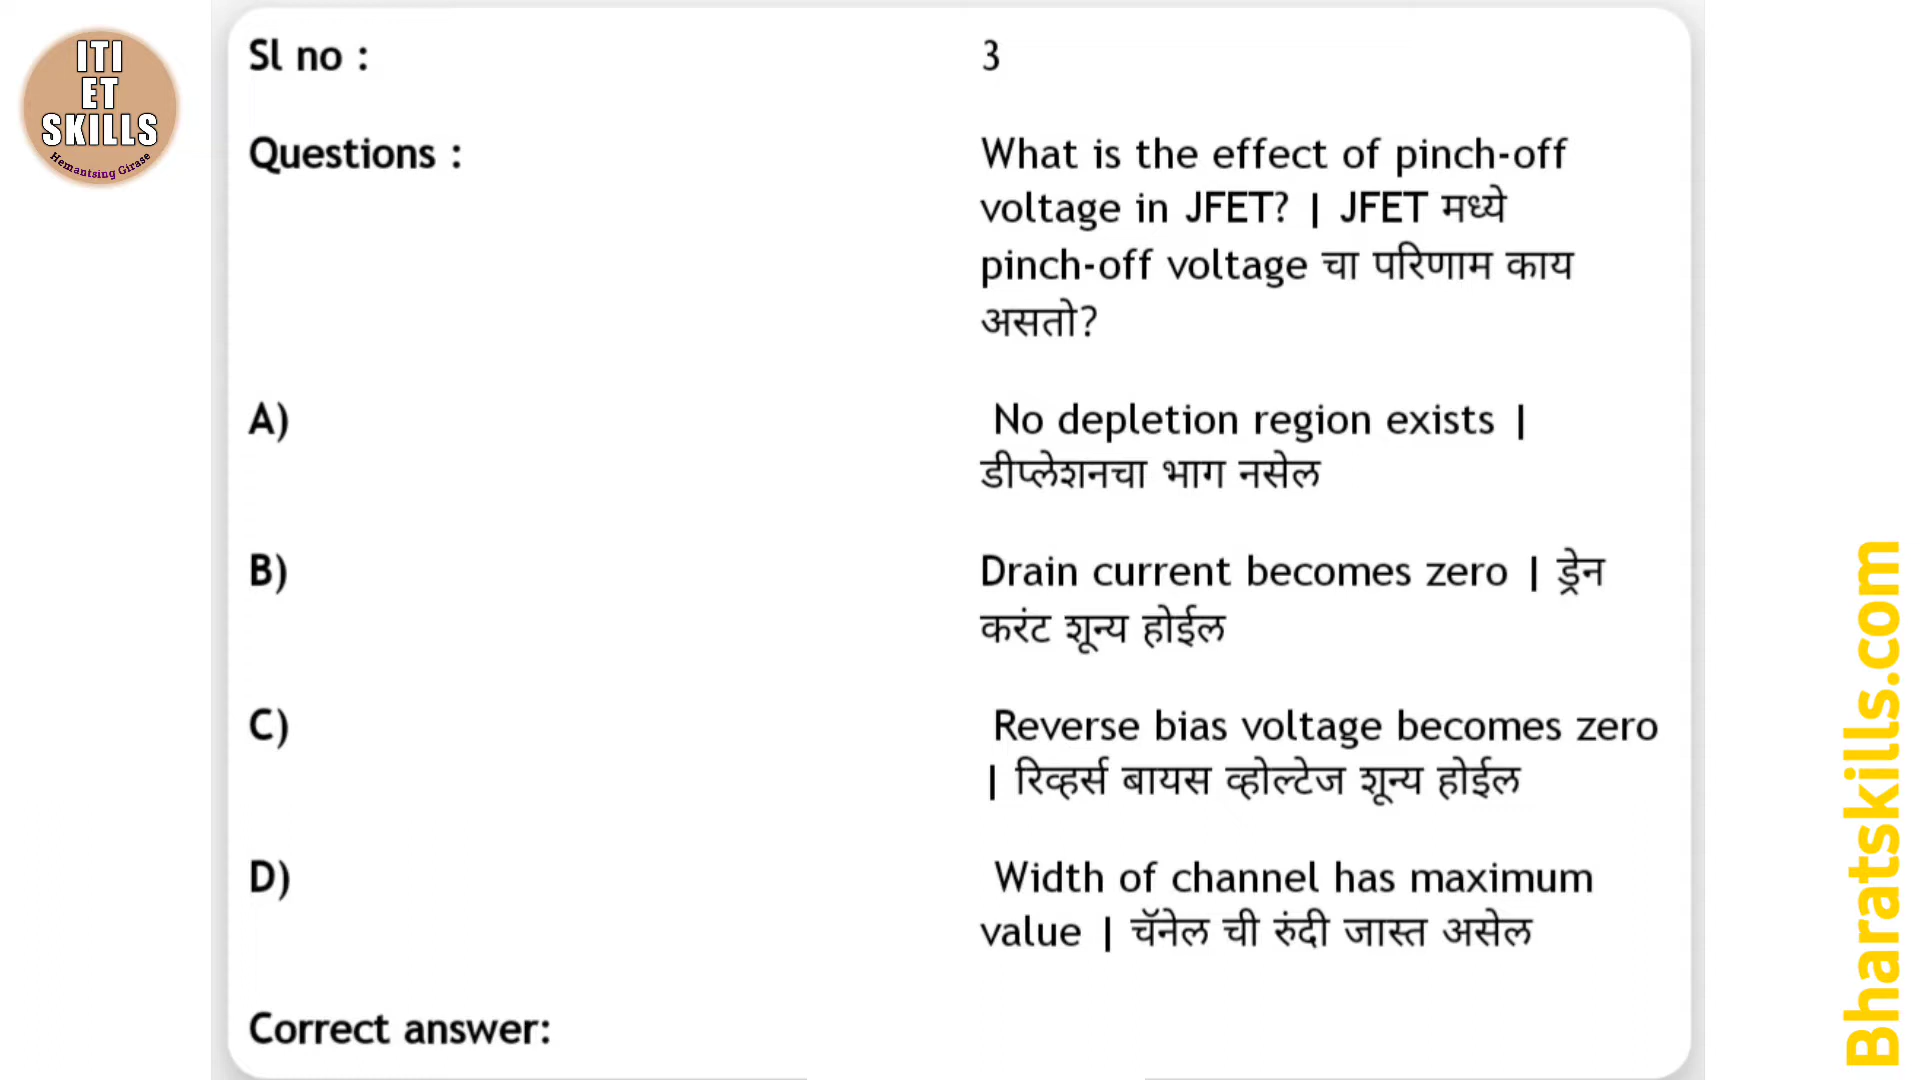 ITI
ET
SKILLS
Hemantsing Girase
Sl no :
3
Questions :
What is the effect of pinch-off
voltage in JFET? | JFET मध्ये
pinch-off voltage चा परिणाम काय
असतो?
A)
No depletion region exists |
डीप्लेशनचा भाग नसेल
B)
Drain current becomes zero | ड्रेन
करंट शून्य होईल
C)
Reverse bias voltage becomes zero
| रिव्हर्स बायस व्होल्टेज शून्य होईल
D)
Width of channel has maximum
value | चॅनेल ची रुंदी जास्त असेल
Correct answer:
Bharatskills.com